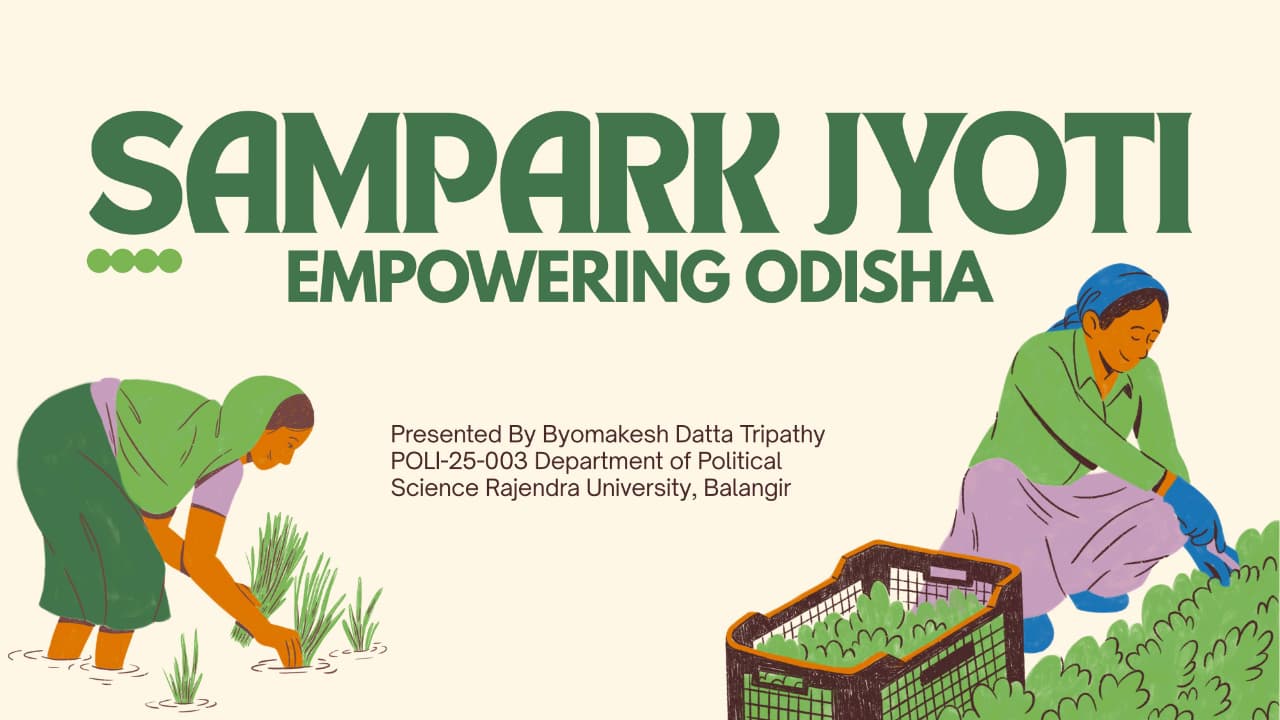 SAMPARK JYOTI
EMPOWERING ODISHA
Presented By Byomakesh Datta Tripathy
POLI-25-003 Department of Political
Science Rajendra University, Balangir